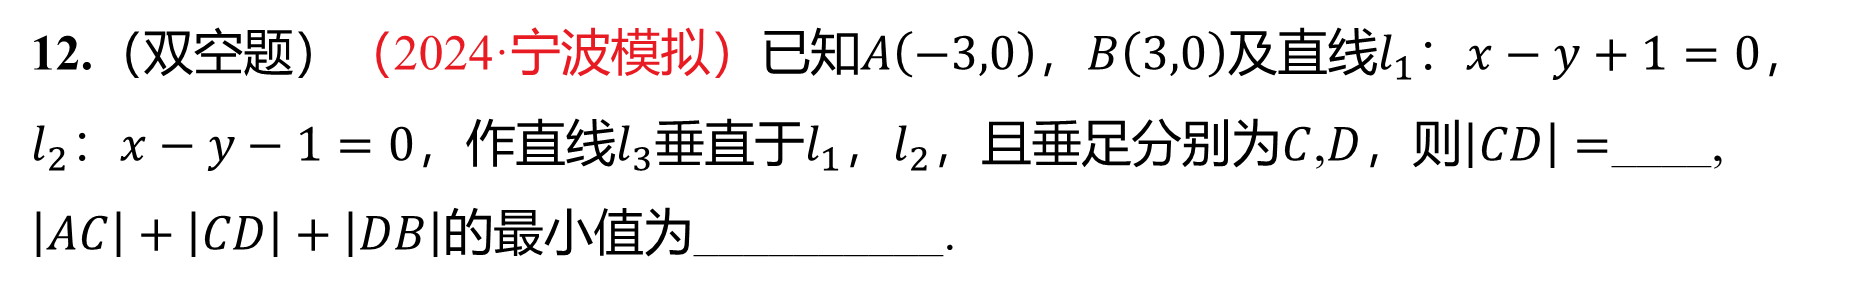 12.（双空题）（2024·宁波模拟）已知A(−3,0)，B(3,0)及直线l₁：x − y + 1 = 0，
l₂：x − y − 1 = 0，作直线l₃垂直于l₁，l₂，且垂足分别为C,D，则|CD| =____,
|AC| + |CD| + |DB|的最小值为__________.